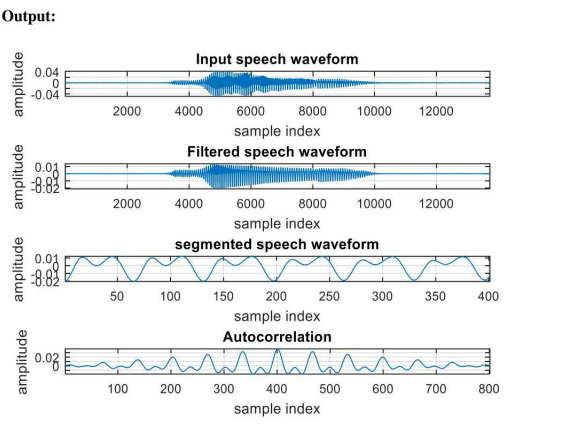 Output:
Input speech waveform
0.04
0
-0.04
amplitude
2000 4000 6000 8000 10000 12000
sample index
Filtered speech waveform
0.01
0
-0.01
-0.02
amplitude
2000 4000 6000 8000 10000 12000
sample index
segmented speech waveform
0.01
0
-0.01
-0.02
amplitude
50 100 150 200 250 300 350 400
sample index
Autocorrelation
0.02
0
amplitude
100 200 300 400 500 600 700 800
sample index